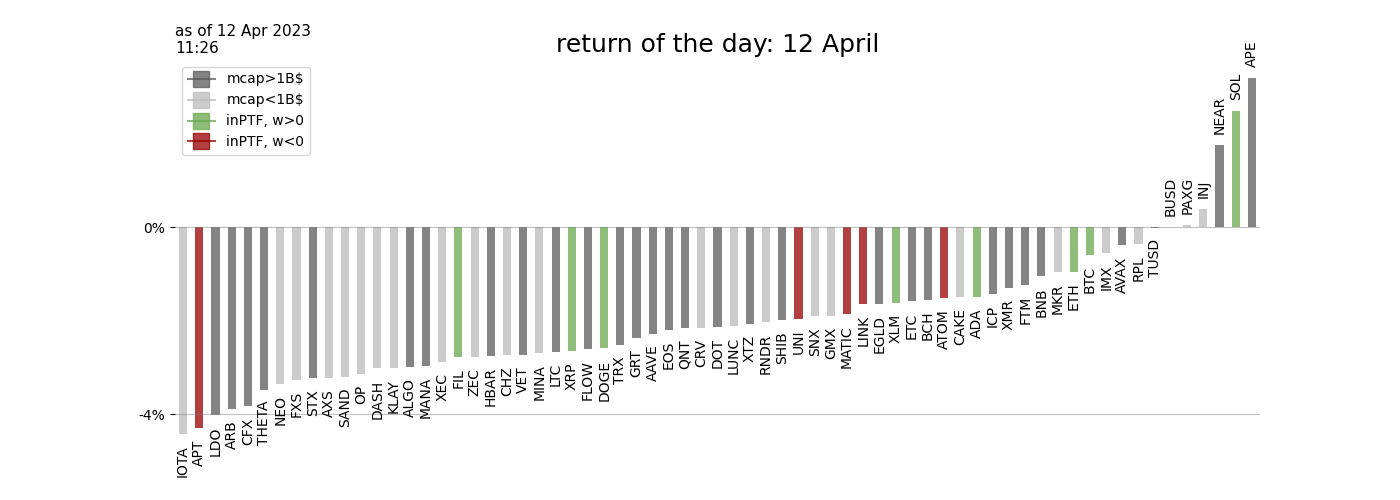 as of 12 Apr 2023
11:26
return of the day: 12 April
mcap>1B$
mcap<1B$
inPTF, w>0
inPTF, w<0
0%
-4%
IOTA
APT
LDO
ARB
CFX
THETA
NEO
FXS
STX
AXS
SAND
OP
DASH
KLAY
ALGO
MANA
XEC
FIL
ZEC
HBAR
CHZ
VET
MINA
LTC
XRP
FLOW
DOGE
TRX
GRT
AAVE
EOS
QNT
CRV
DOT
LUNC
XTZ
RNDR
SHIB
UNI
SNX
GMX
MATIC
LINK
EGLD
XLM
ETC
BCH
ATOM
CAKE
ADA
ICP
XMR
FTM
BNB
MKR
ETH
BTC
IMX
AVAX
RPL
TUSD
BUSD
PAXG
INJ
NEAR
SOL
APE